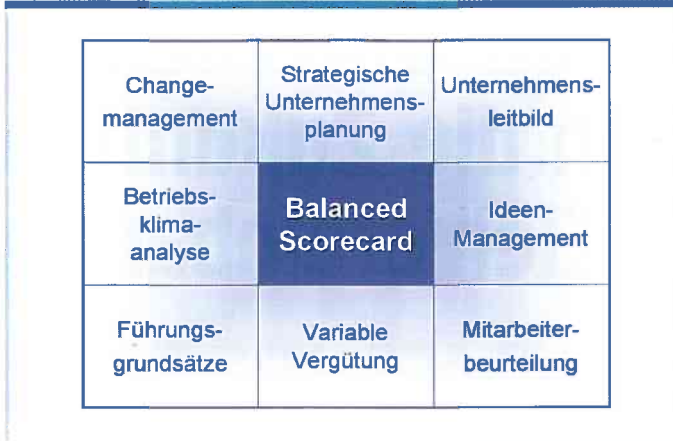 Change-
management
Strategische
Unternehmens-
planung
Unternehmens-
leitbild
Betriebs-
klima-
analyse
Balanced
Scorecard
Ideen-
Management
Führungs-
grundsätze
Variable
Vergütung
Mitarbeiter-
beurteilung